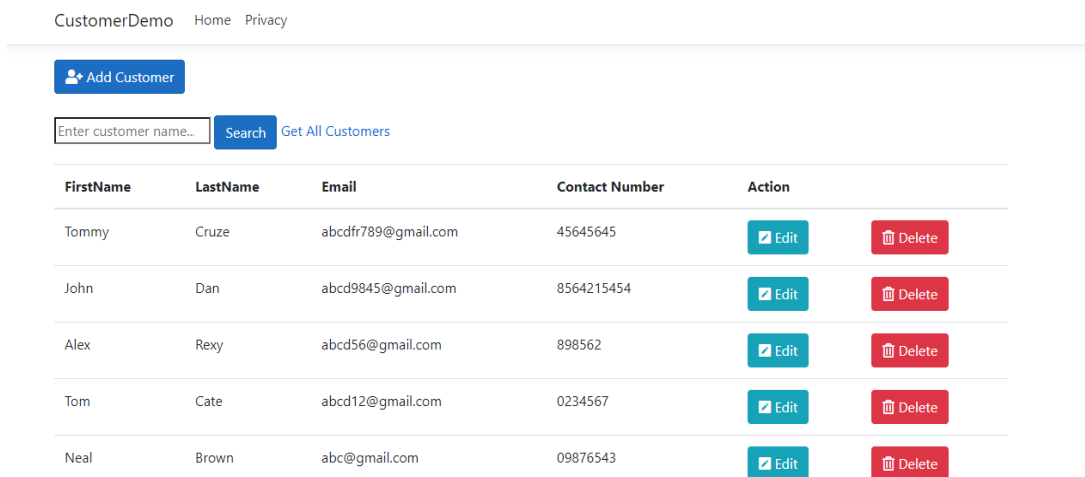 CustomerDemo Home Privacy
Add Customer
Enter customer name... Search Get All Customers
FirstName LastName Email Contact Number Action
Tommy Cruze abcdfr789@gmail.com 45645645 Edit Delete
John Dan abcd9845@gmail.com 8564215454 Edit Delete
Alex Rexy abcd56@gmail.com 898562 Edit Delete
Tom Cate abcd12@gmail.com 0234567 Edit Delete
Neal Brown abc@gmail.com 09876543 Edit Delete